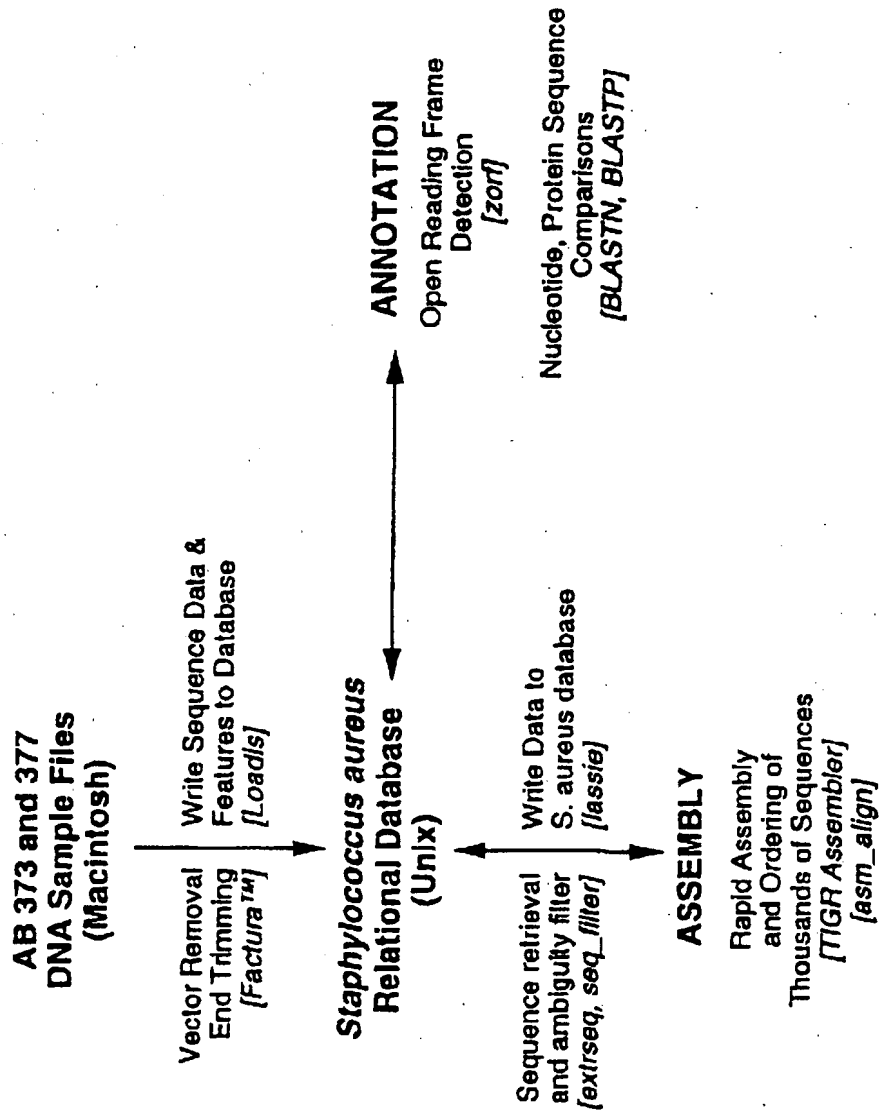 AB 373 and 377
DNA Sample Files
(Macintosh)
Vector Removal
End Trimming
[Factura™]
Write Sequence Data &
Features to Database
[Loadis]
Staphylococcus aureus
Relational Database
(Unix)
ANNOTATION
Open Reading Frame
Detection
[zorf]
Nucleotide, Protein Sequence
Comparisons
[BLASTN, BLASTP]
Sequence retrieval
and ambiguity filter
[extrseq, seq_filter]
Write Data to
S. aureus database
[lassie]
ASSEMBLY
Rapid Assembly
and Ordering of
Thousands of Sequences
[TIGR Assembler]
[asm_align]